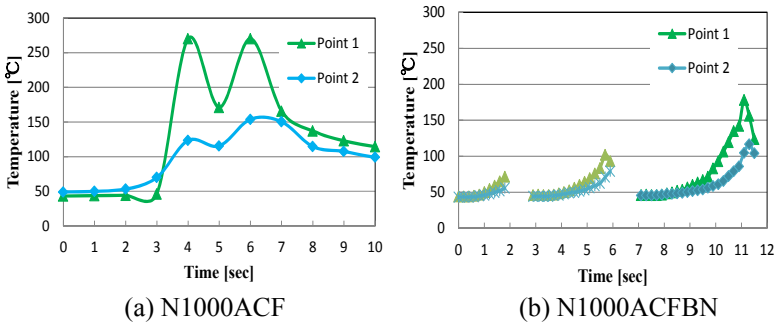 300
250
200
150
100
50
0
Temperature [℃]
Point 1
Point 2
0 1 2 3 4 5 6 7 8 9 10
Time [sec]
(a) N1000ACF
300
250
200
150
100
50
0
Temperature [℃]
Point 1
Point 2
0 1 2 3 4 5 6 7 8 9 10 11 12
Time [sec]
(b) N1000ACFBN